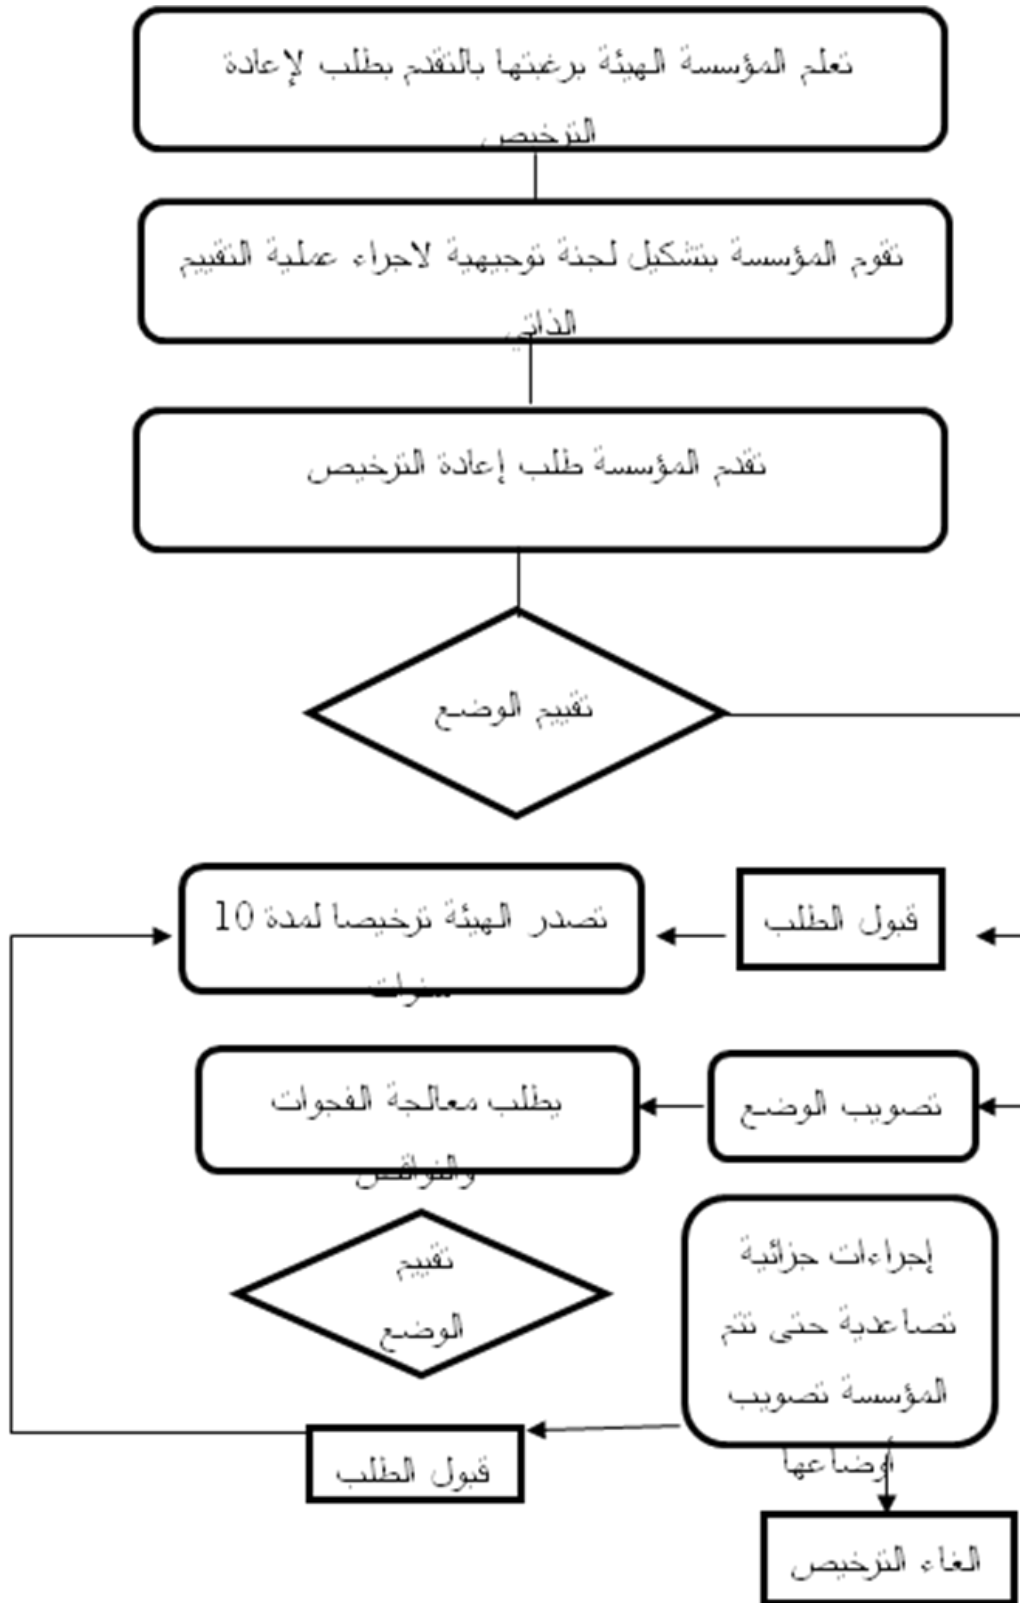 تعلم المؤسسة الهيئة برغبتها بالتقدم بطلب لإعادة
الترخيص
تقوم المؤسسة بتشكيل لجنة توجيهية لاجراء عملية التقييم
الذاتي
تقدم المؤسسة طلب إعادة الترخيص
تقييم الوضع
قبول الطلب
تصدر الهيئة ترخيصا لمدة 10
سنوات
تصويب الوضع
يطلب معالجة الفجوات
والنواقص
إجراءات جزائية
تصاعدية حتى تتم
المؤسسة تصويب
أوضاعها
تقييم
الوضع
قبول الطلب
الغاء الترخيص